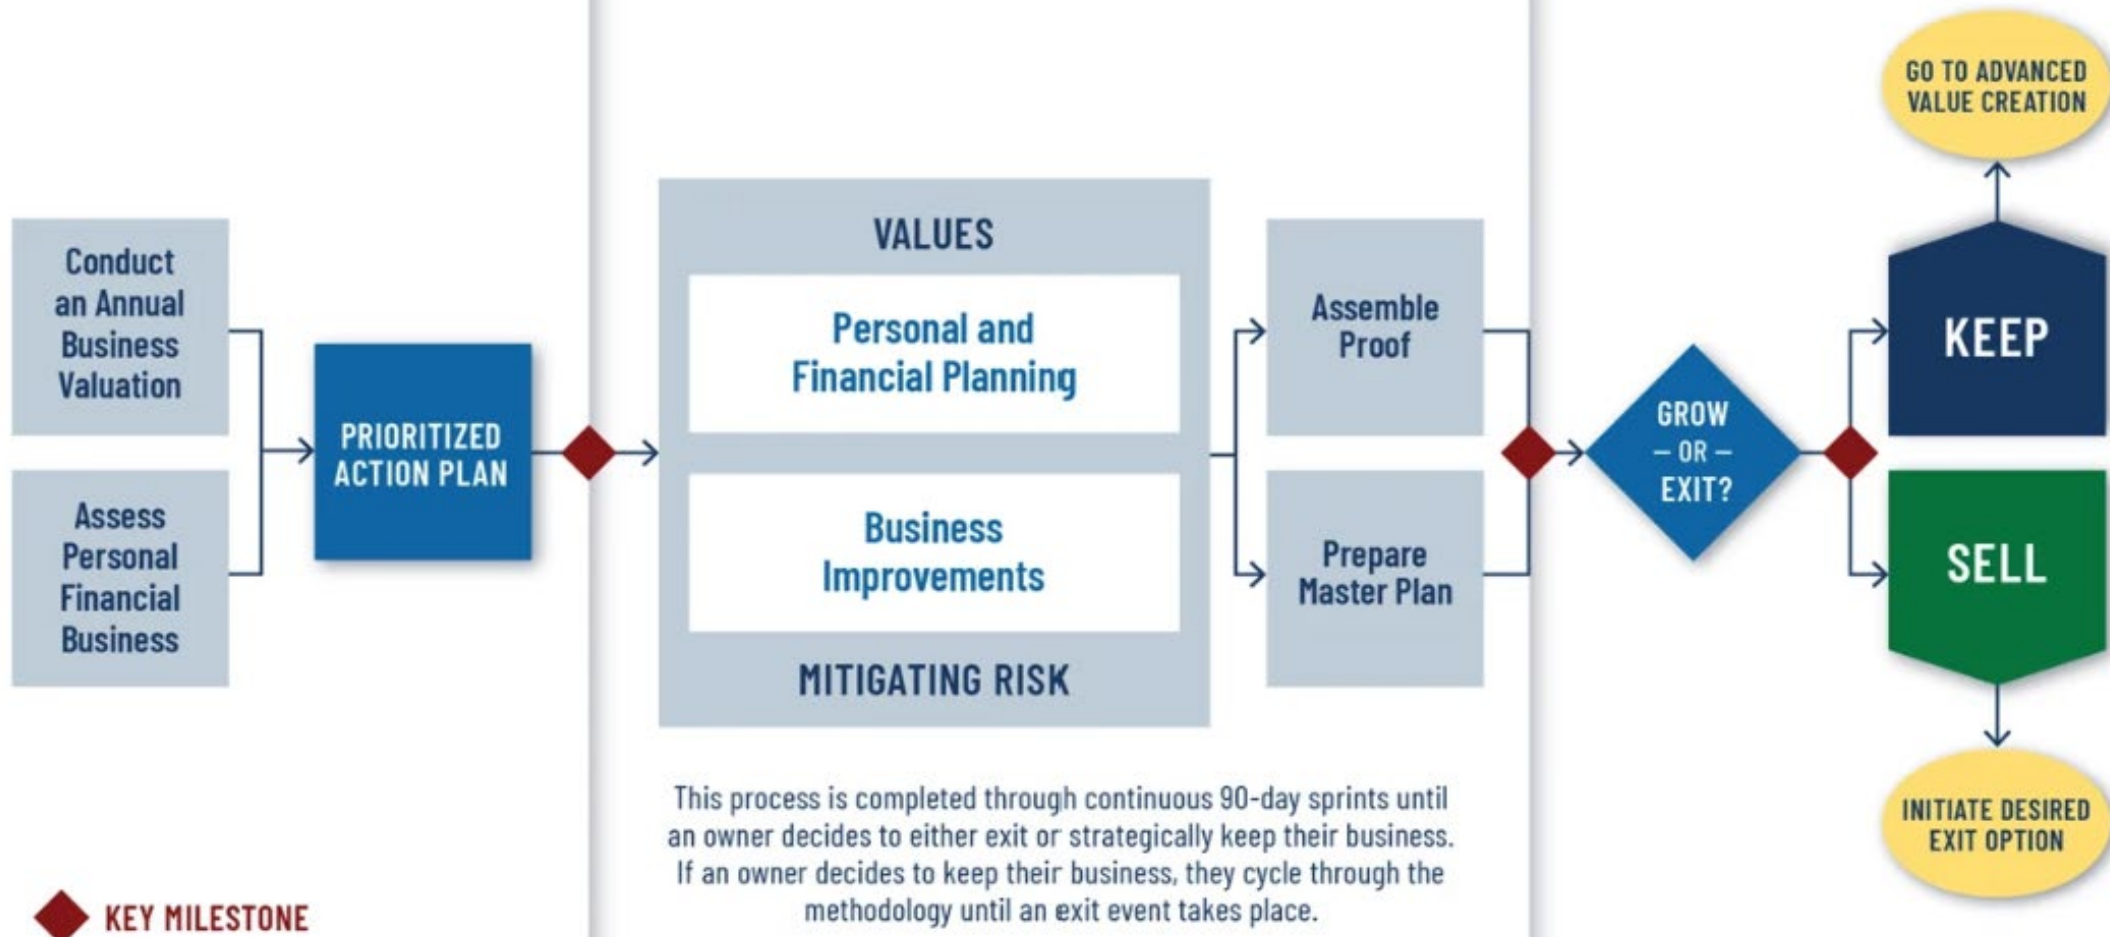 Conduct
an Annual
Business
Valuation
Assess
Personal
Financial
Business
PRIORITIZED
ACTION PLAN
VALUES
Personal and
Financial Planning
Business
Improvements
MITIGATING RISK
Assemble
Proof
Prepare
Master Plan
This process is completed through continuous 90-day sprints until
an owner decides to either exit or strategically keep their business.
If an owner decides to keep their business, they cycle through the
methodology until an exit event takes place.
GROW
– OR –
EXIT?
GO TO ADVANCED
VALUE CREATION
KEEP
SELL
INITIATE DESIRED
EXIT OPTION
KEY MILESTONE